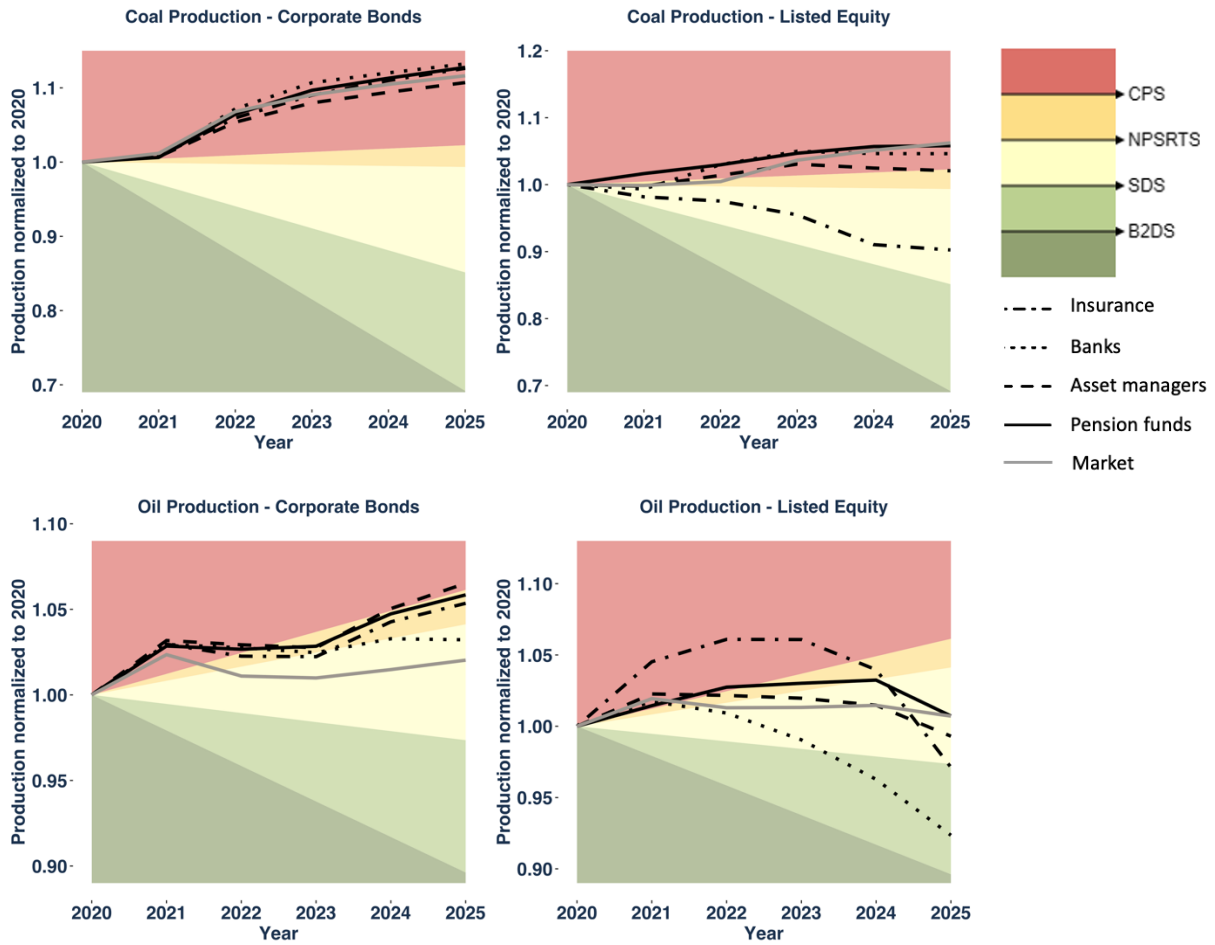 Coal Production - Corporate Bonds
Production normalized to 2020
1.1
1.0
0.9
0.8
0.7
2020 2021 2022 2023 2024 2025
Year
Coal Production - Listed Equity
Production normalized to 2020
1.2
1.1
1.0
0.9
0.8
0.7
2020 2021 2022 2023 2024 2025
Year
CPS
NPSRTS
SDS
B2DS
Insurance
Banks
Asset managers
Pension funds
Market
Oil Production - Corporate Bonds
Production normalized to 2020
1.10
1.05
1.00
0.95
0.90
2020 2021 2022 2023 2024 2025
Year
Oil Production - Listed Equity
Production normalized to 2020
1.10
1.05
1.00
0.95
0.90
2020 2021 2022 2023 2024 2025
Year